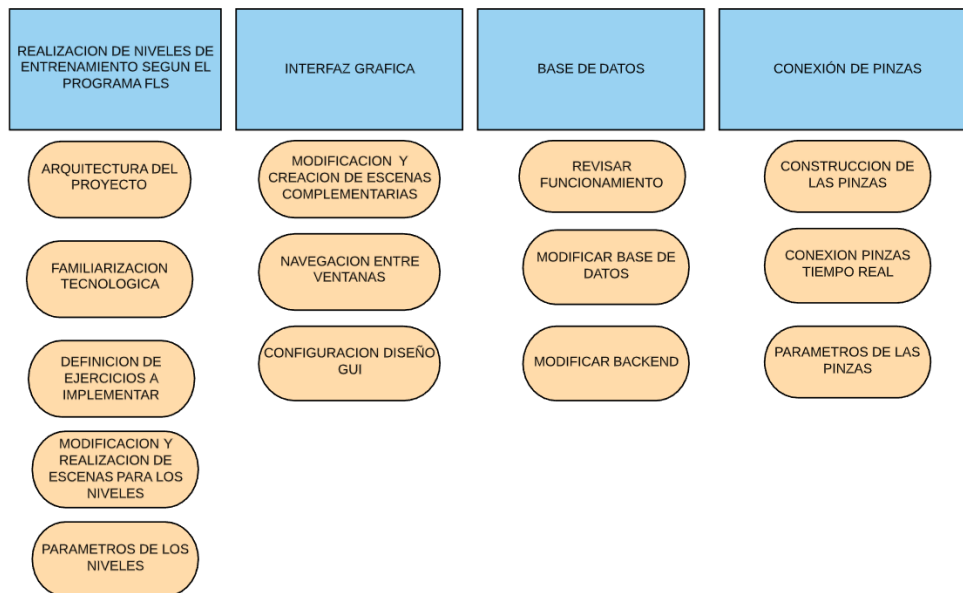 REALIZACION DE NIVELES DE
ENTRENAMIENTO SEGUN EL
PROGRAMA FLS
ARQUITECTURA DEL
PROYECTO
FAMILIARIZACION
TECNOLOGICA
DEFINICION DE
EJERCICIOS A
IMPLEMENTAR
MODIFICACION Y
REALIZACION DE
ESCENAS PARA LOS
NIVELES
PARAMETROS DE LOS
NIVELES
INTERFAZ GRAFICA
MODIFICACION Y
CREACION DE ESCENAS
COMPLEMENTARIAS
NAVEGACION ENTRE
VENTANAS
CONFIGURACION DISEÑO
GUI
BASE DE DATOS
REVISAR
FUNCIONAMIENTO
MODIFICAR BASE DE
DATOS
MODIFICAR BACKEND
CONEXIÓN DE PINZAS
CONSTRUCCION DE
LAS PINZAS
CONEXION PINZAS
TIEMPO REAL
PARAMETROS DE LAS
PINZAS